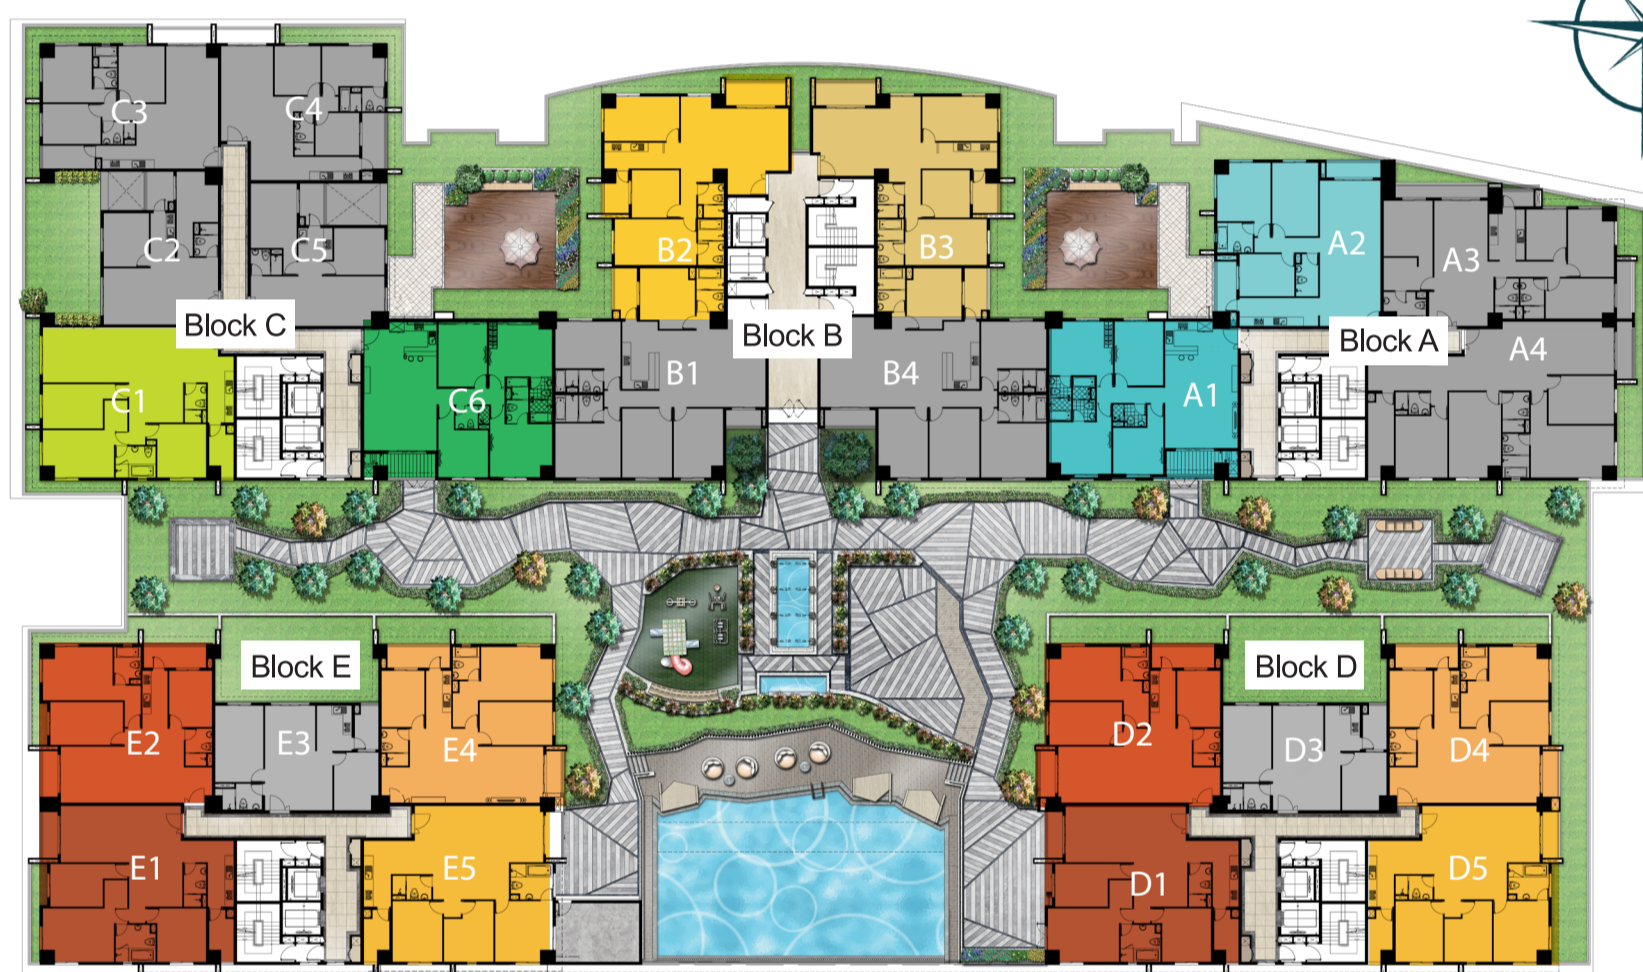 C3
C4
C2
C5
Block C
C1
C6
B2
B3
Block B
B1
B4
A2
A3
Block A
A4
A1
Block E
E2
E3
E4
E1
E5
Block D
D2
D3
D4
D1
D5